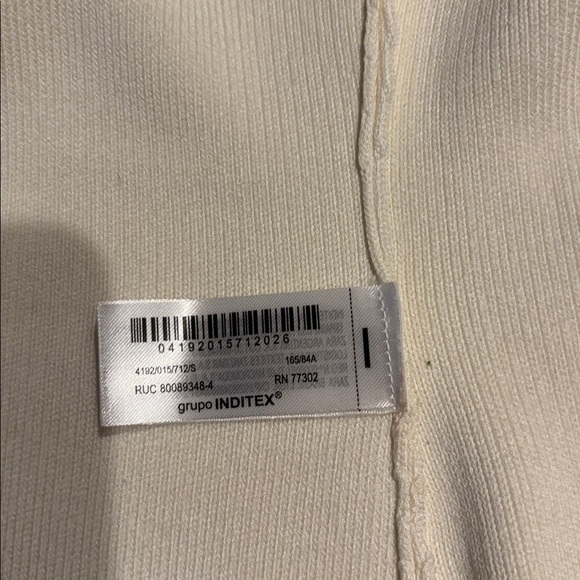 04192015712026
4192/015/712/S 165/84A
RUC 80089348-4 RN 77302
grupo INDITEX®